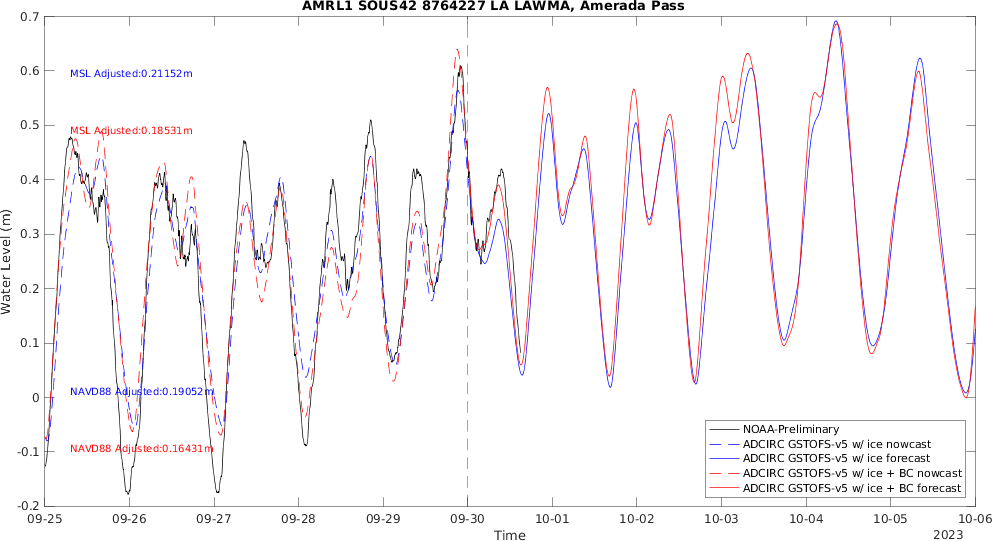 AMRL1 SOUS42 8764227 LA LAWMA, Amerada Pass
0.7
0.6
0.5
0.4
0.3
0.2
0.1
0
-0.1
-0.2
Water Level (m)
MSL Adjusted:0.21152m
MSL Adjusted:0.18531m
NAVD88 Adjusted:0.19052m
NAVD88 Adjusted:0.16431m
NOAA-Preliminary
ADCIRC GSTOFS-v5 w/ ice nowcast
ADCIRC GSTOFS-v5 w/ ice forecast
ADCIRC GSTOFS-v5 w/ ice + BC nowcast
ADCIRC GSTOFS-v5 w/ ice + BC forecast
09-25 09-26 09-27 09-28 09-29 09-30 10-01 10-02 10-03 10-04 10-05 10-06
Time
2023